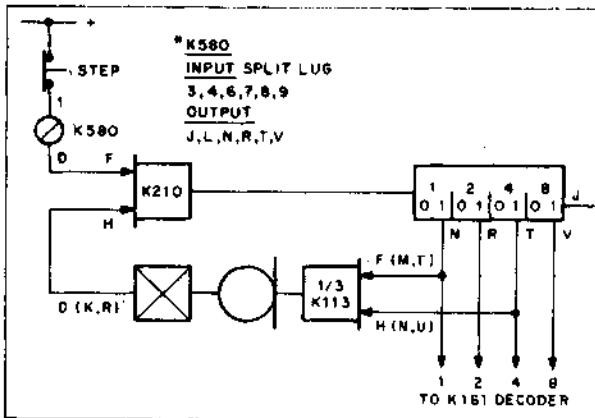 +
*K580
INPUT SPLIT LUG
3,4,6,7,8,9
OUTPUT
J,L,N,R,T,V
STEP
1
K580
D F
K210
H
1 2 4 8
0 1 0 1 0 1 0 1
J
N R T V
F (M,T)
1/3
K113
H (N,U)
D (K,R)
1 2 4 8
TO K161 DECODER